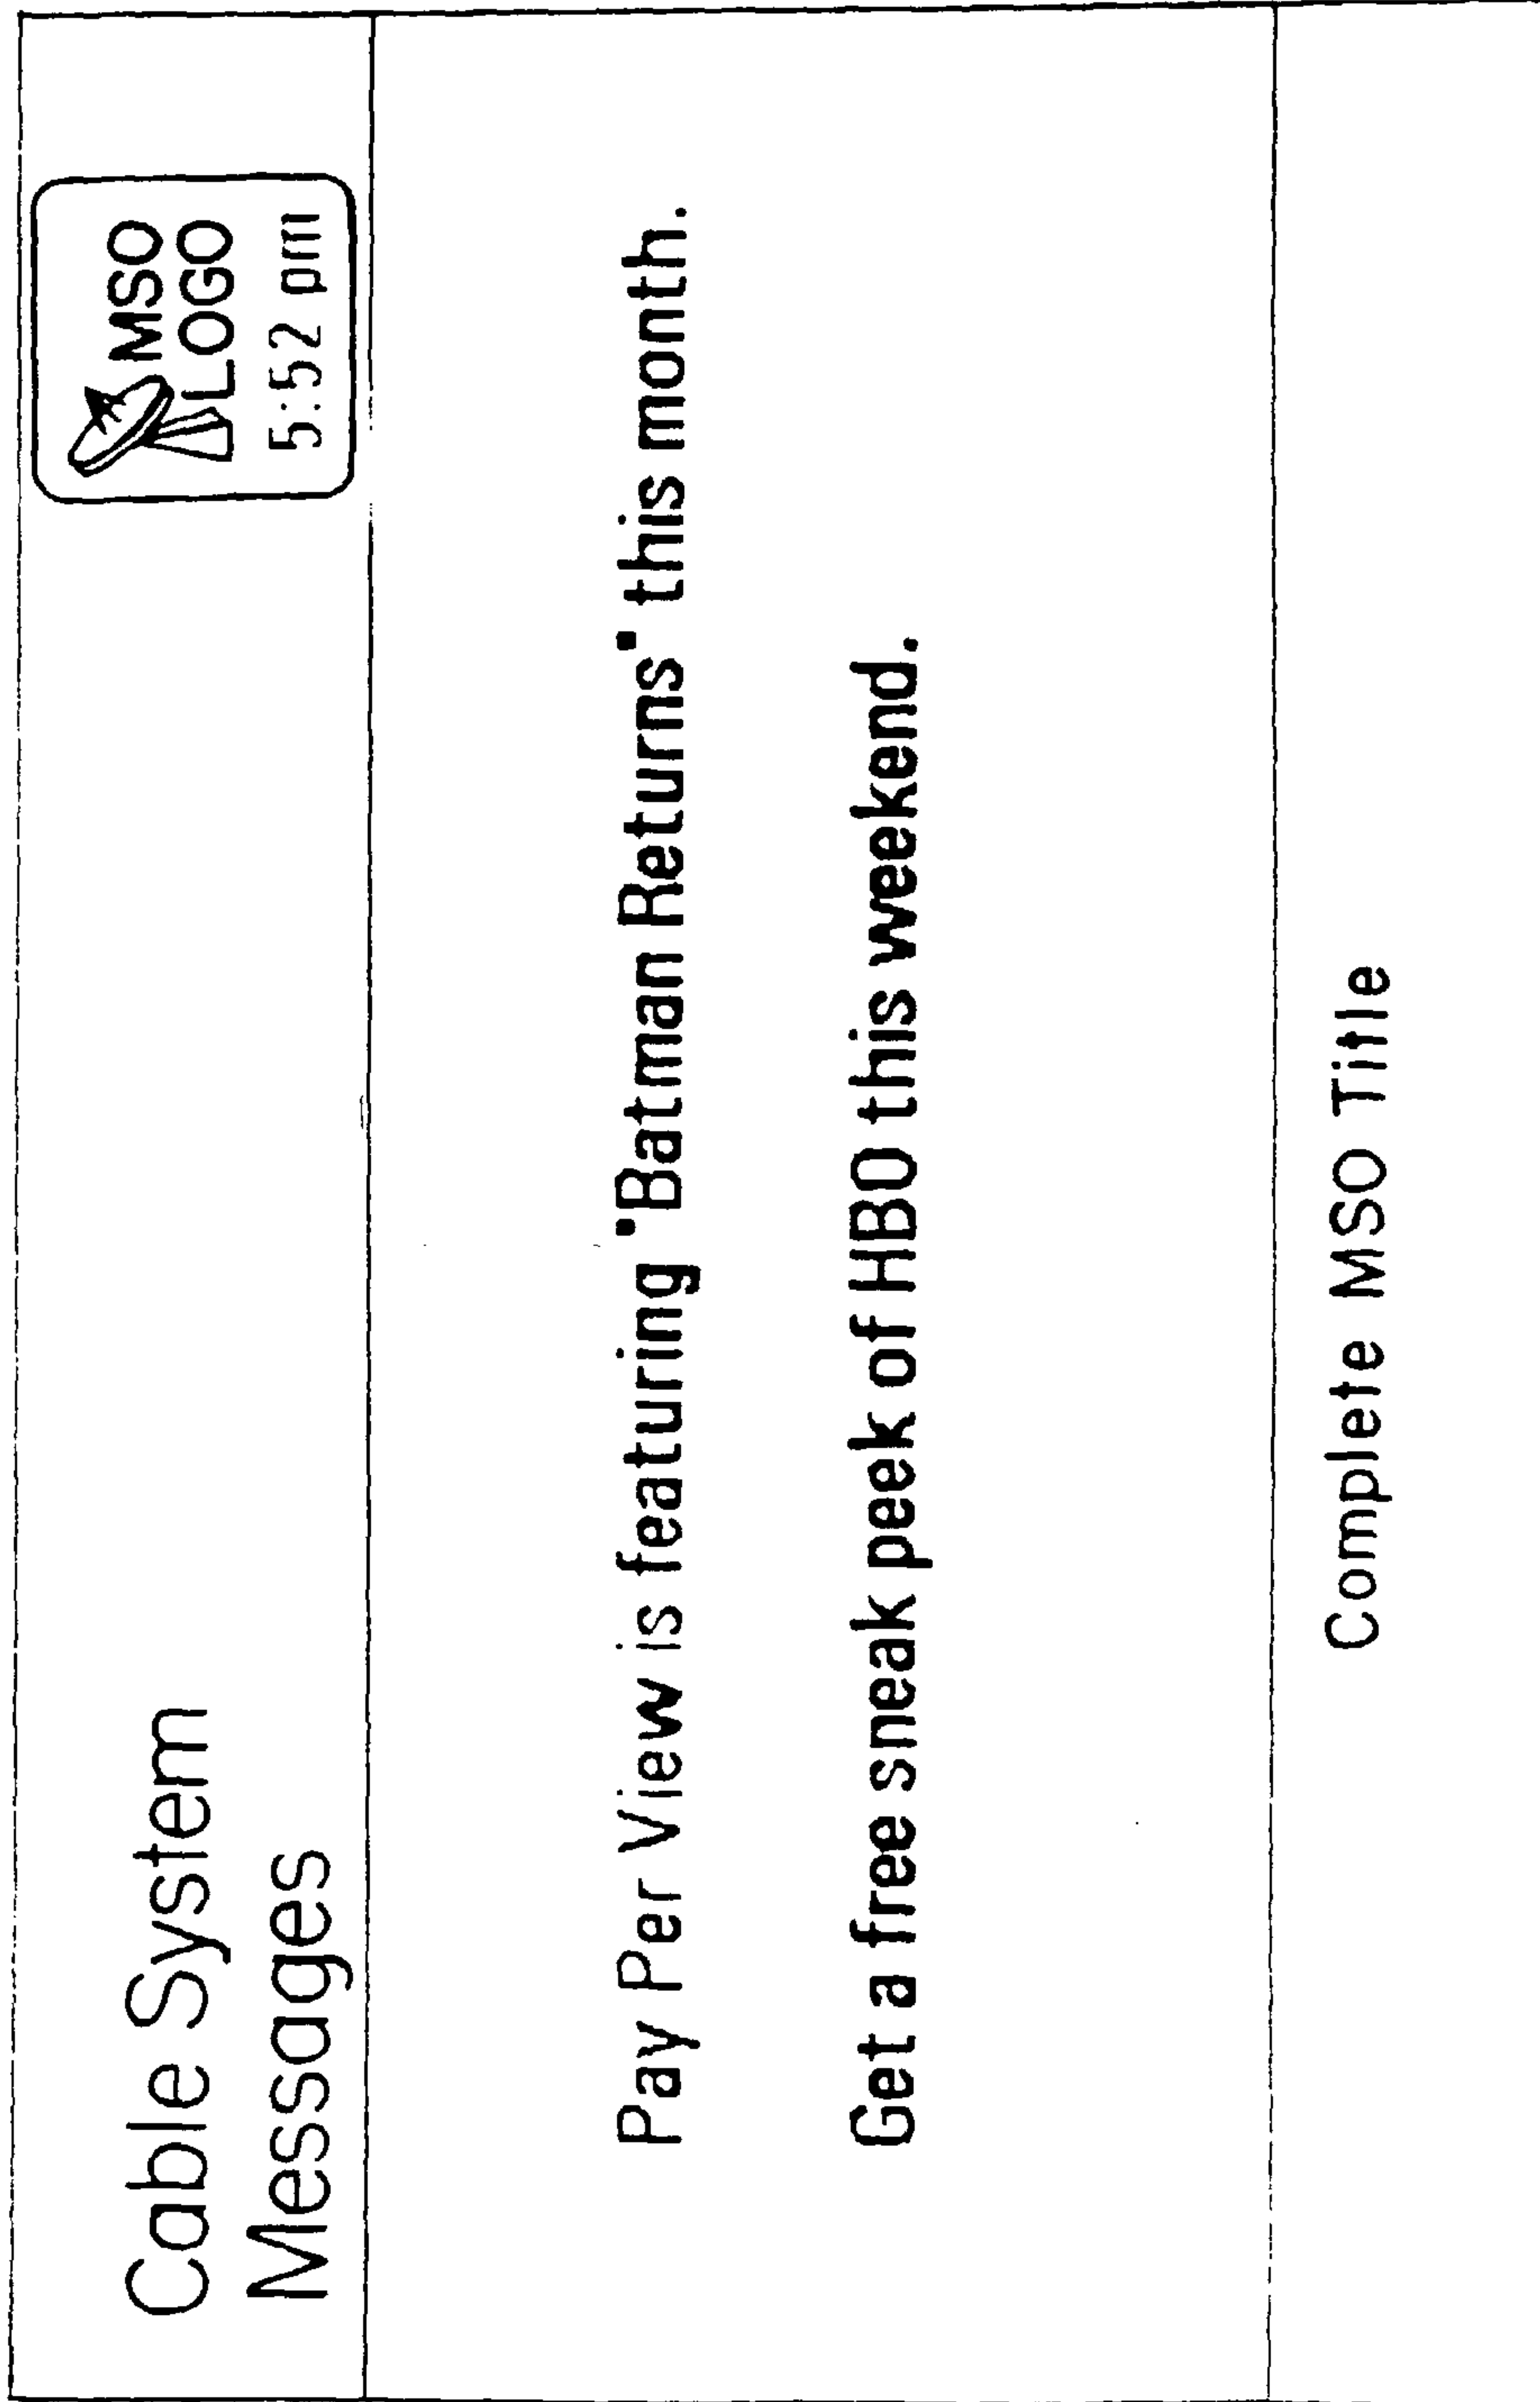 Cable System
Messages
MSO
LOGO
5:52 pm
Pay Per View is featuring "Batman Returns" this month.
Get a free sneak peek of HBO this weekend.
Complete MSO Title